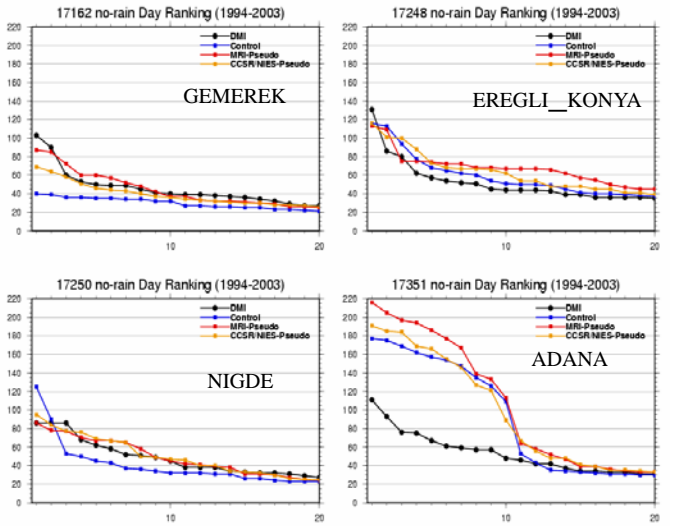 17162 no-rain Day Ranking (1994-2003)
220
200
180
160
140
120
100
80
60
40
20
0
10
20
DMI
Control
MRI-Pseudo
CCSR/NIES-Pseudo
GEMEREK
17248 no-rain Day Ranking (1994-2003)
220
200
180
160
140
120
100
80
60
40
20
0
10
20
DMI
Control
MRI-Pseudo
CCSR/NIES-Pseudo
EREGLI__KONYA
17250 no-rain Day Ranking (1994-2003)
220
200
180
160
140
120
100
80
60
40
20
0
10
20
DMI
Control
MRI-Pseudo
CCSR/NIES-Pseudo
NIGDE
17351 no-rain Day Ranking (1994-2003)
220
200
180
160
140
120
100
80
60
40
20
0
10
20
DMI
Control
MRI-Pseudo
CCSR/NIES-Pseudo
ADANA